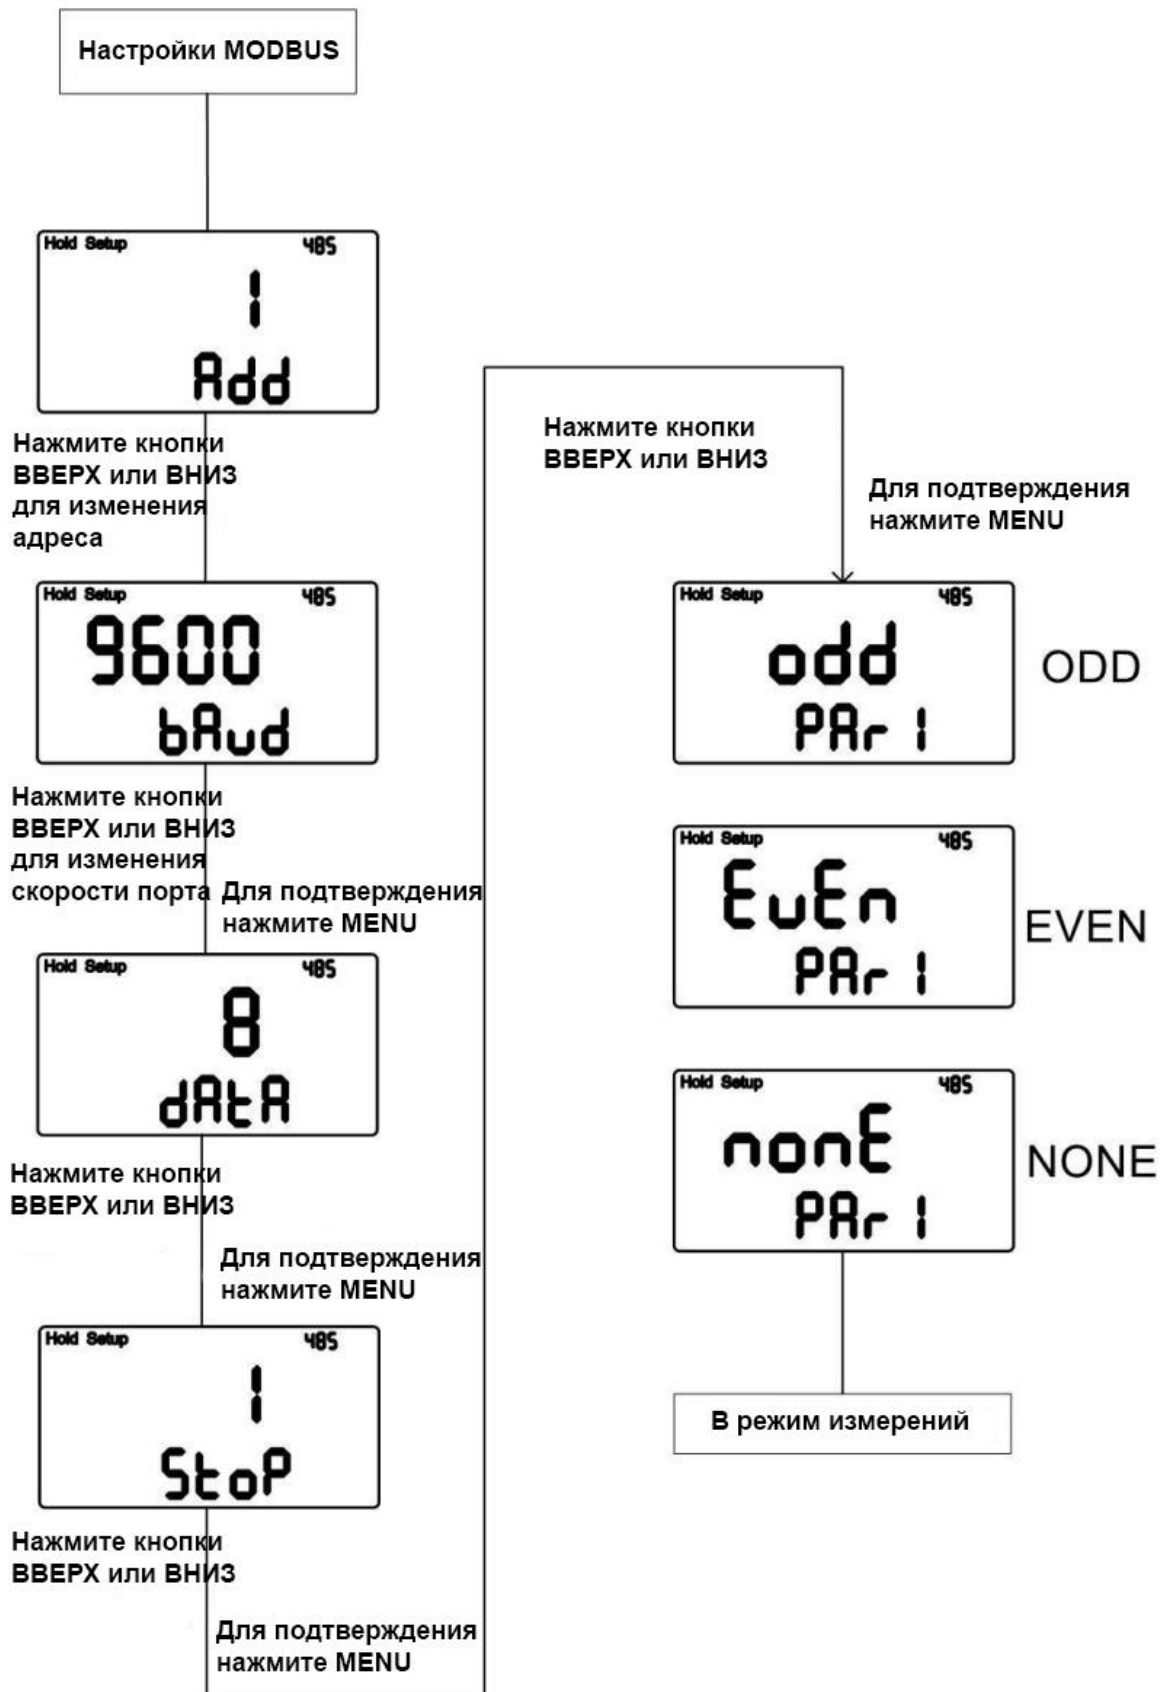 Настройки MODBUS
Hold Setup 485
1
Add
Нажмите кнопки
ВВЕРХ или ВНИЗ
для изменения
адреса
Hold Setup 485
9600
bAud
Нажмите кнопки
ВВЕРХ или ВНИЗ
для изменения
скорости порта
Для подтверждения
нажмите MENU
Hold Setup 485
8
dAtA
Нажмите кнопки
ВВЕРХ или ВНИЗ
Для подтверждения
нажмите MENU
Hold Setup 485
1
StoP
Нажмите кнопки
ВВЕРХ или ВНИЗ
Для подтверждения
нажмите MENU
Нажмите кнопки
ВВЕРХ или ВНИЗ
Для подтверждения
нажмите MENU
Hold Setup 485
odd
PArI
ODD
Hold Setup 485
EvEn
PArI
EVEN
Hold Setup 485
nonE
PArI
NONE
В режим измерений